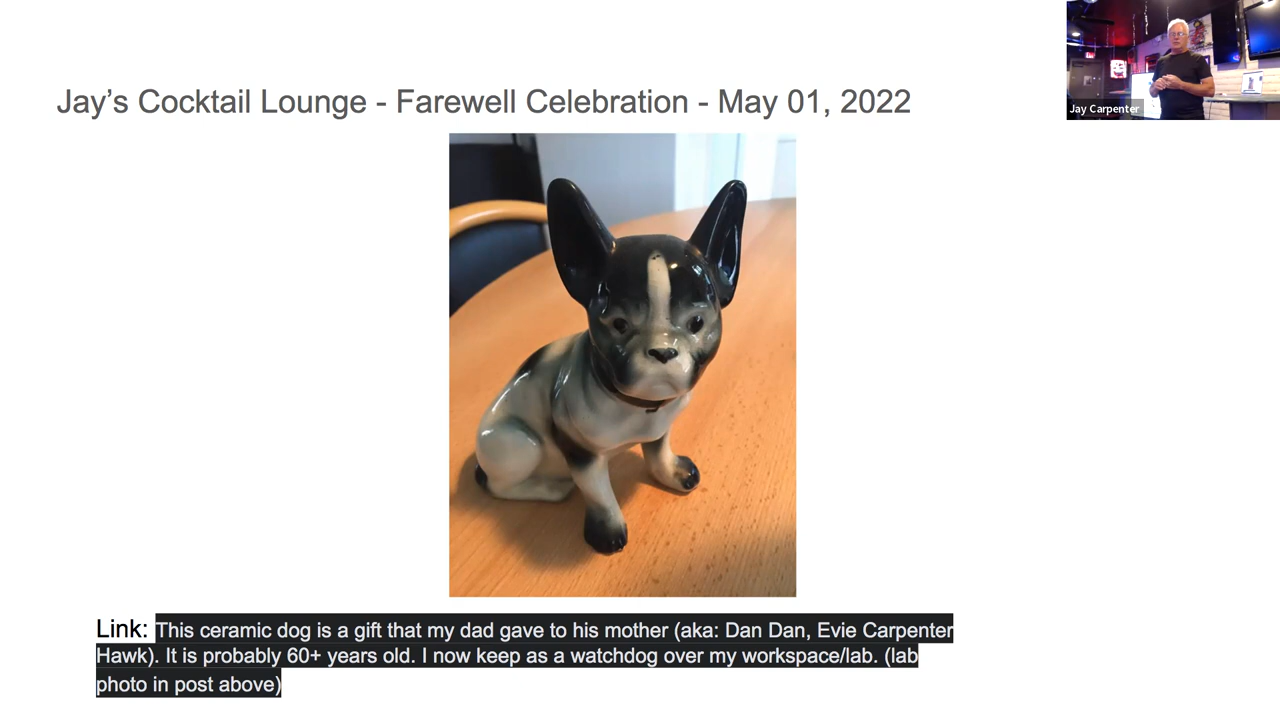 Jay Carpenter
Jay’s Cocktail Lounge - Farewell Celebration - May 01, 2022
Link: This ceramic dog is a gift that my dad gave to his mother (aka: Dan Dan, Evie Carpenter
Hawk). It is probably 60+ years old. I now keep as a watchdog over my workspace/lab. (lab
photo in post above)